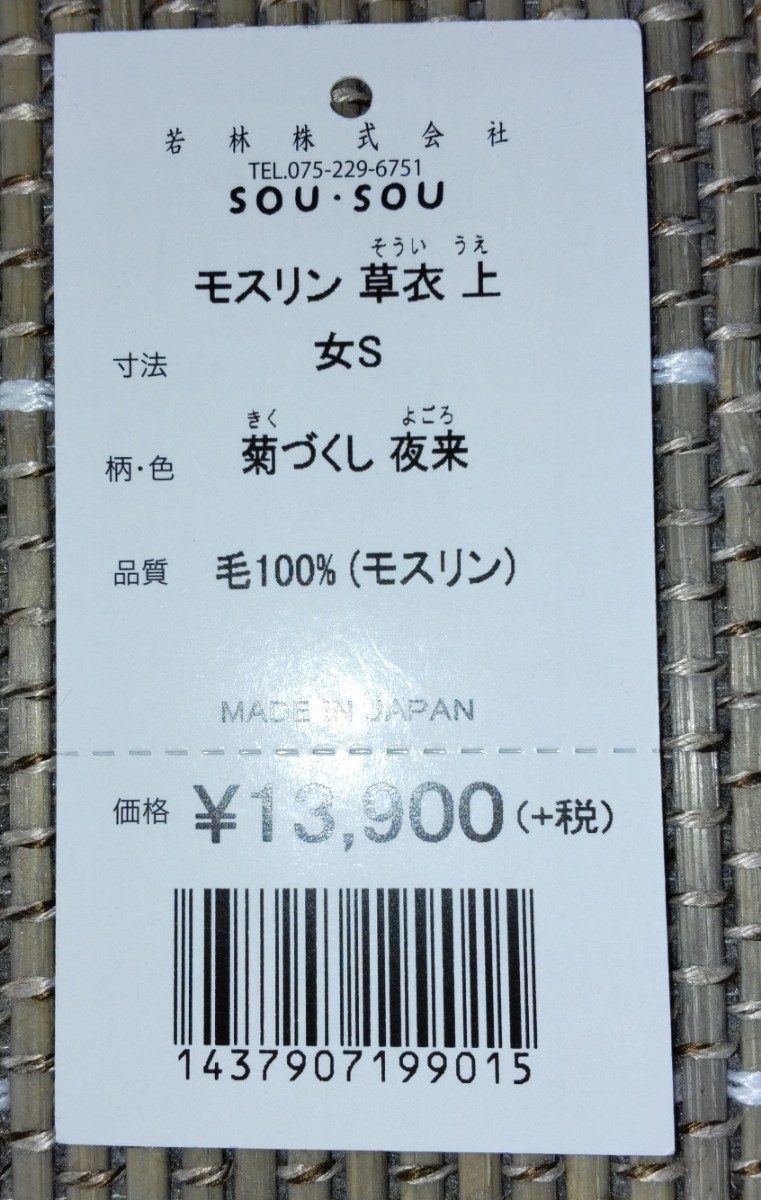 若林株式会社
TEL.075-229-6751
SOU・SOU
そうい うえ
モスリン 草衣 上
寸法 女S
きく よごろ
柄・色 菊づくし 夜来
品質 毛100%(モスリン)
MADE IN JAPAN
価格 ¥13,900(+税)
1437907199015